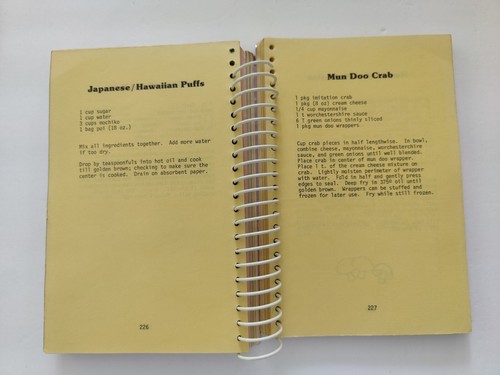 Japanese/Hawaiian Puffs
1 cup sugar
1 cup water
3 cups mochiko
1 bag poi (16 oz.)
Mix all ingredients together. Add more water
if too dry.
Drop by teaspoonfuls into hot oil and cook
till golden brown; checking to make sure the
center is cooked. Drain on absorbent paper.
226
Mun Doo Crab
1 pkg imitation crab
1 pkg (8 oz) cream cheese
1/4 cup mayonnaise
1 t worchestershire sauce
6 T green onions thinly sliced
1 pkg mun doo wrappers
Cup crab pieces in half lengthwise. In bowl,
combine cheese, mayonnaise, worchestershire
sauce, and green onions until well blended.
Place crab in center of mun doo wrapper.
Place 1 t. of the cream cheese mixture on
crab. Lightly moisten perimeter of wrapper
with water. Fold in half and gently press
edges to seal. Deep fry in 375F oil until
golden brown. Wrappers can be stuffed and
frozen for later use. Fry while still frozen.
227